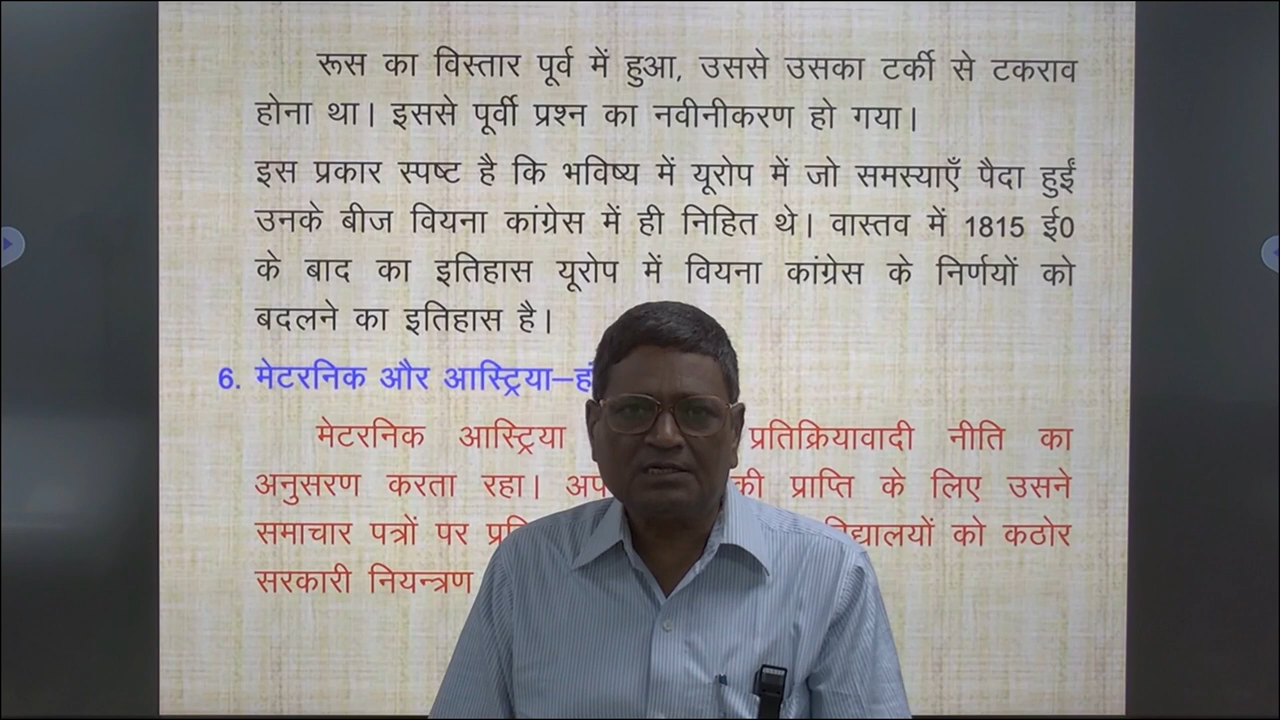 रूस का विस्तार पूर्व में हुआ, उससे उसका टर्की से टकराव
होना था। इससे पूर्वी प्रश्न का नवीनीकरण हो गया।
इस प्रकार स्पष्ट है कि भविष्य में यूरोप में जो समस्याएँ पैदा हुईं
उनके बीज वियना कांग्रेस में ही निहित थे। वास्तव में 1815 ई0
के बाद का इतिहास यूरोप में वियना कांग्रेस के निर्णयों को
बदलने का इतिहास है।
6. मेटरनिक और आस्ट्रिया–
मेटरनिक आस्ट्रिया प्रतिक्रियावादी नीति का
अनुसरण करता रहा। की प्राप्ति के लिए उसने
समाचार पत्रों पर को कठोर
सरकारी नियन्त्रण